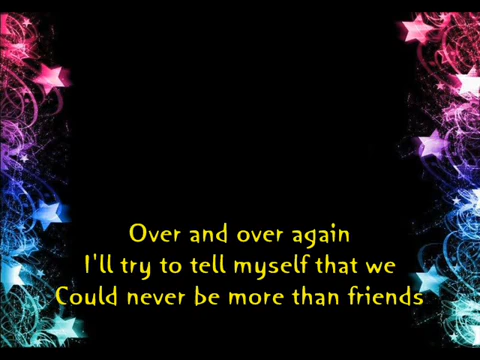 Over and over again
I'll try to tell myself that we
Could never be more than friends